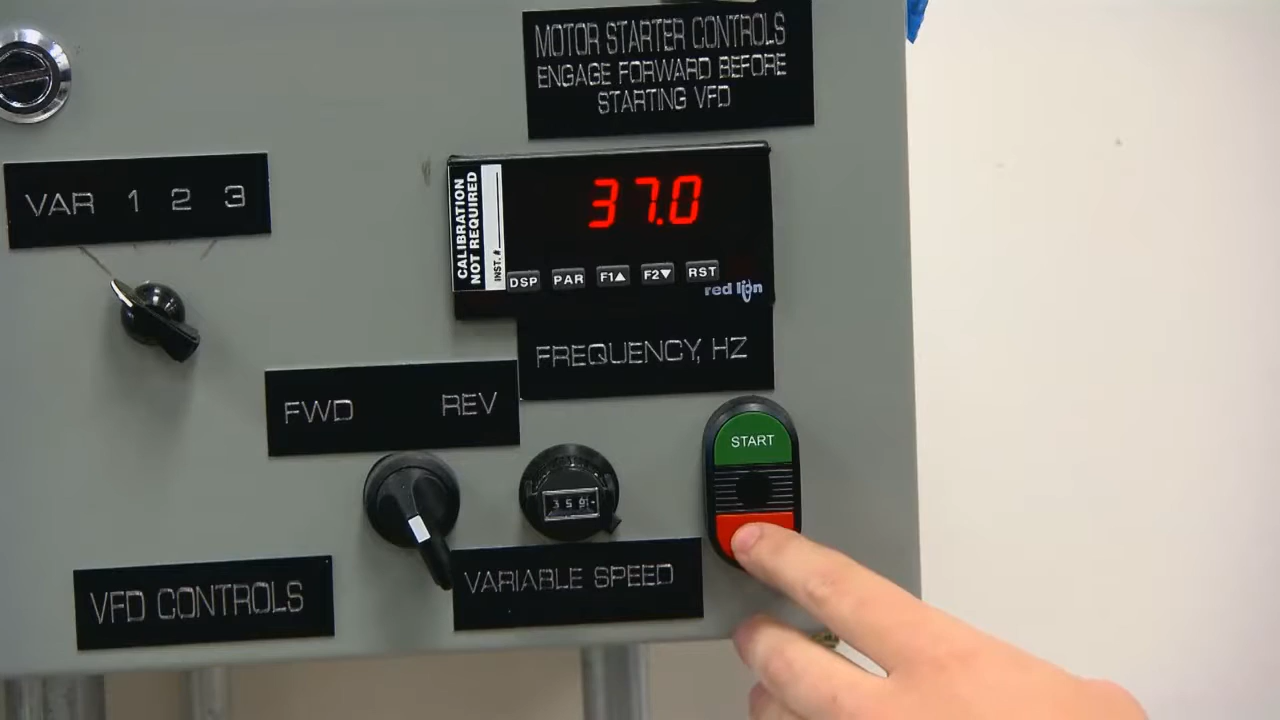 MOTOR STARTER CONTROLS
ENGAGE FORWARD BEFORE
STARTING VFD
VAR 1 2 3
CALIBRATION
NOT REQUIRED
INST. #
37.0
DSP PAR F1▲ F2▼ RST
red lion
FREQUENCY, HZ
FWD REV
START
VARIABLE SPEED
VFD CONTROLS